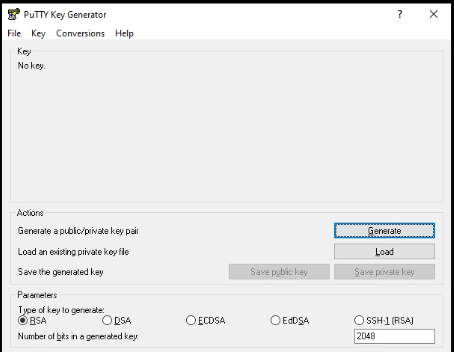 PuTTY Key Generator
? X
File Key Conversions Help
Key
No key.
Actions
Generate a public/private key pair Generate
Load an existing private key file Load
Save the generated key Save public key Save private key
Parameters
Type of key to generate:
RSA DSA ECDSA EdDSA SSH-1 (RSA)
Number of bits in a generated key: 2048